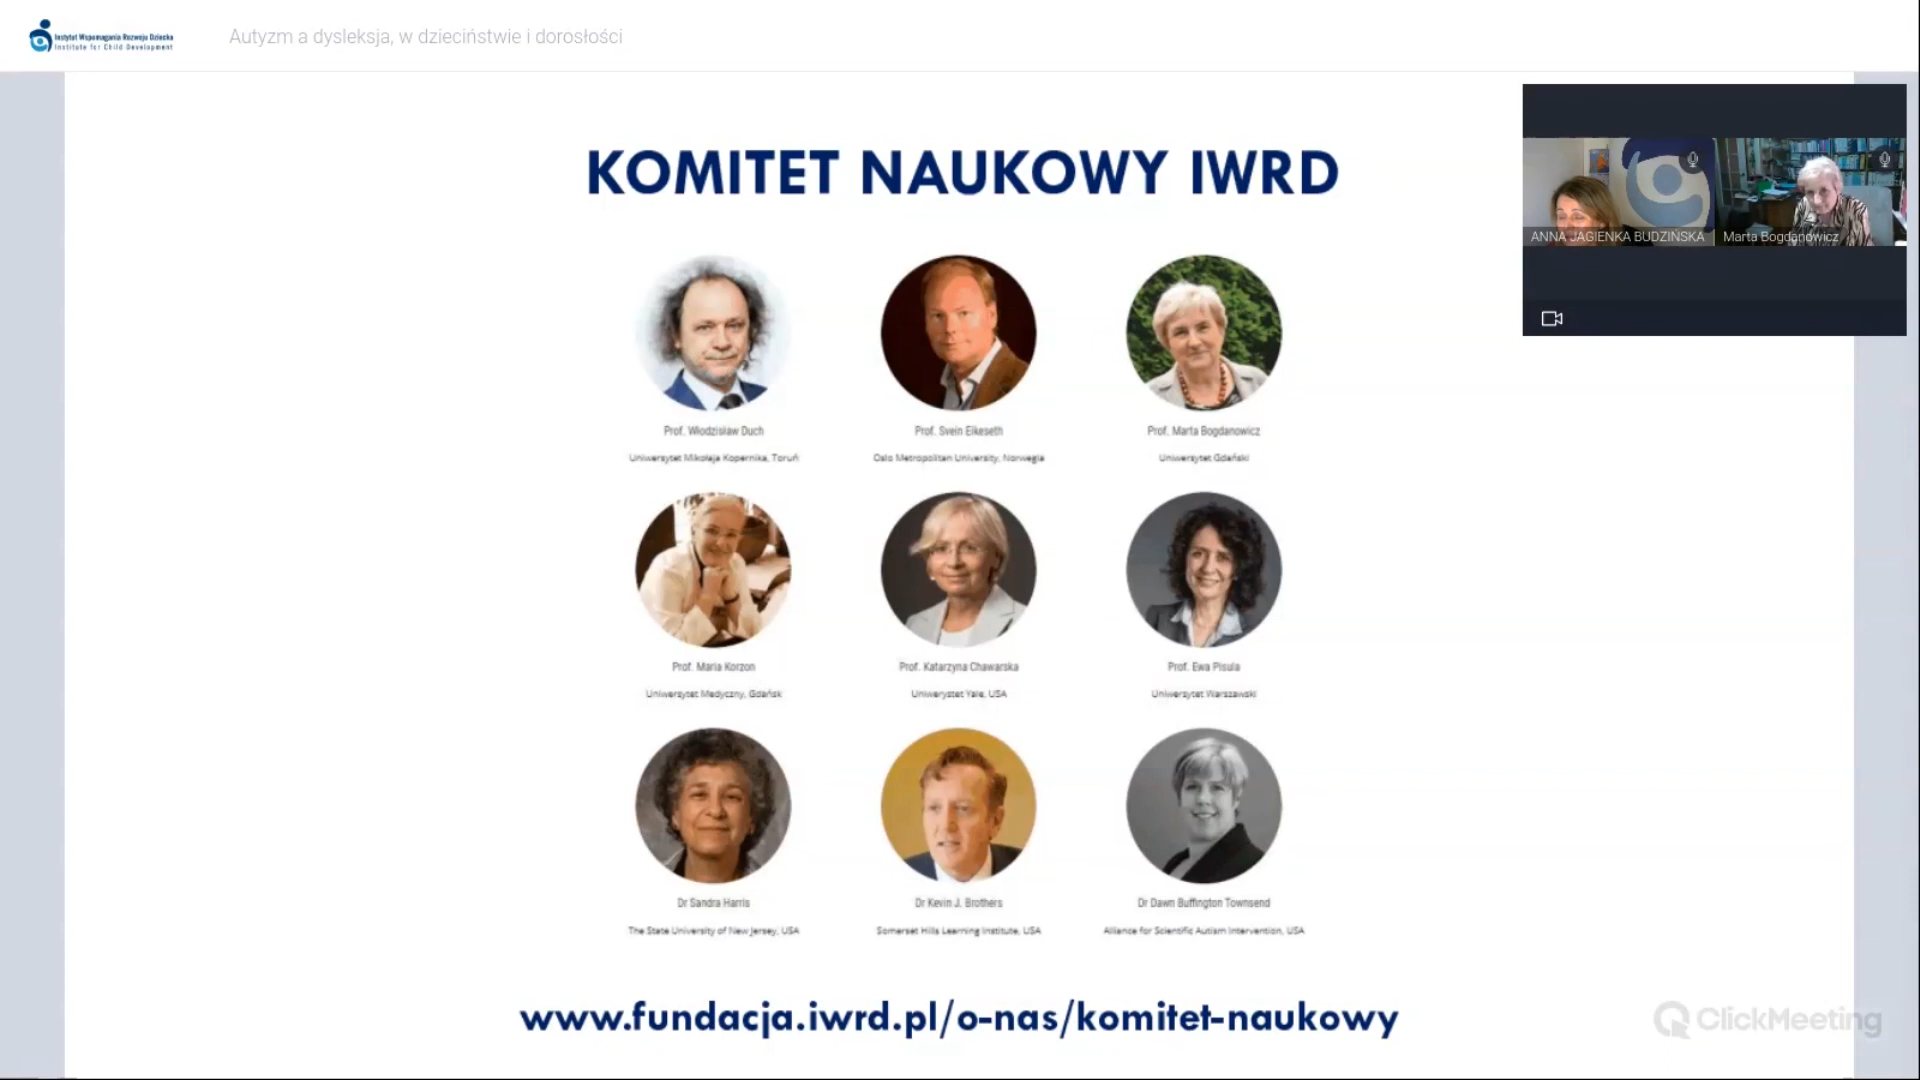 Instytut Wspomagania Rozwoju Dziecka
Institute for Child Development
Autyzm a dysleksja, w dzieciństwie i dorosłości
KOMITET NAUKOWY IWRD
ANNA JAGIENKA BUDZIŃSKA
Marta Bogdanowicz
Prof. Włodzisław Duch
Uniwersytet Mikołaja Kopernika, Toruń
Prof. Svein Eikeseth
Oslo Metropolitan University, Norwegia
Prof. Marta Bogdanowicz
Uniwersytet Gdański
Prof. Maria Korzon
Uniwersytet Medyczny, Gdańsk
Prof. Katarzyna Chawarska
Uniwerystet Yale, USA
Prof. Ewa Pisula
Uniwersytet Warszawski
Dr Sandra Harris
The State University of New Jersey, USA
Dr Kevin J. Brothers
Somerset Hills Learning Institute, USA
Dr Dawn Buffington Townsend
Alliance for Scientific Autism Intervention, USA
www.fundacja.iwrd.pl/o-nas/komitet-naukowy
ClickMeeting